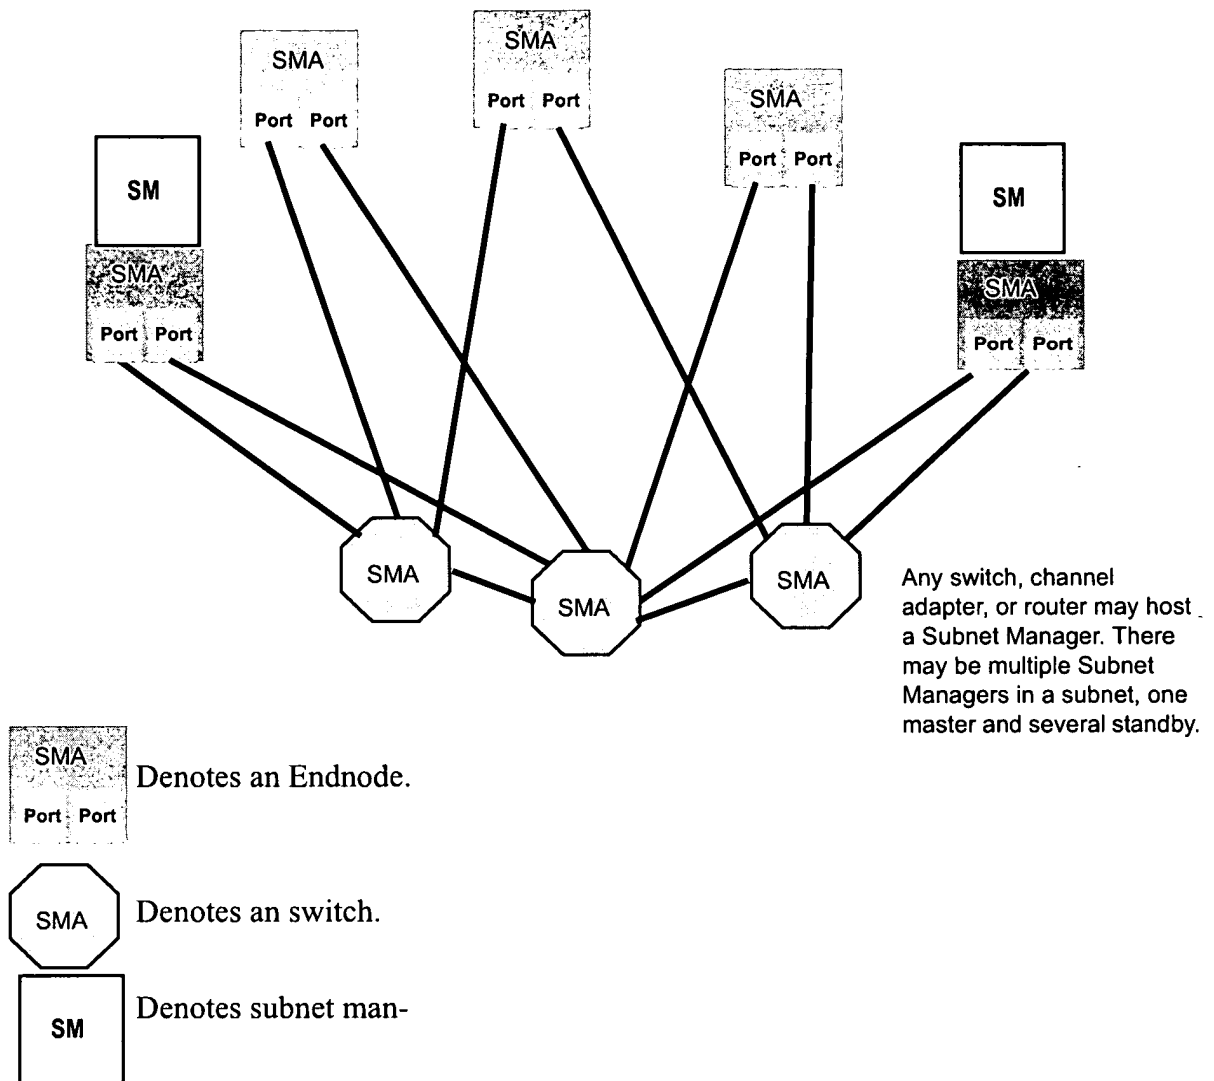 SMA
Port Port
SMA
Port Port
SMA
Port Port
SM
SMA
Port Port
SM
SMA
Port Port
SMA
SMA
SMA
Any switch, channel
adapter, or router may host
a Subnet Manager. There
may be multiple Subnet
Managers in a subnet, one
master and several standby.
SMA
Port Port
Denotes an Endnode.
SMA
Denotes an switch.
SM
Denotes subnet man-